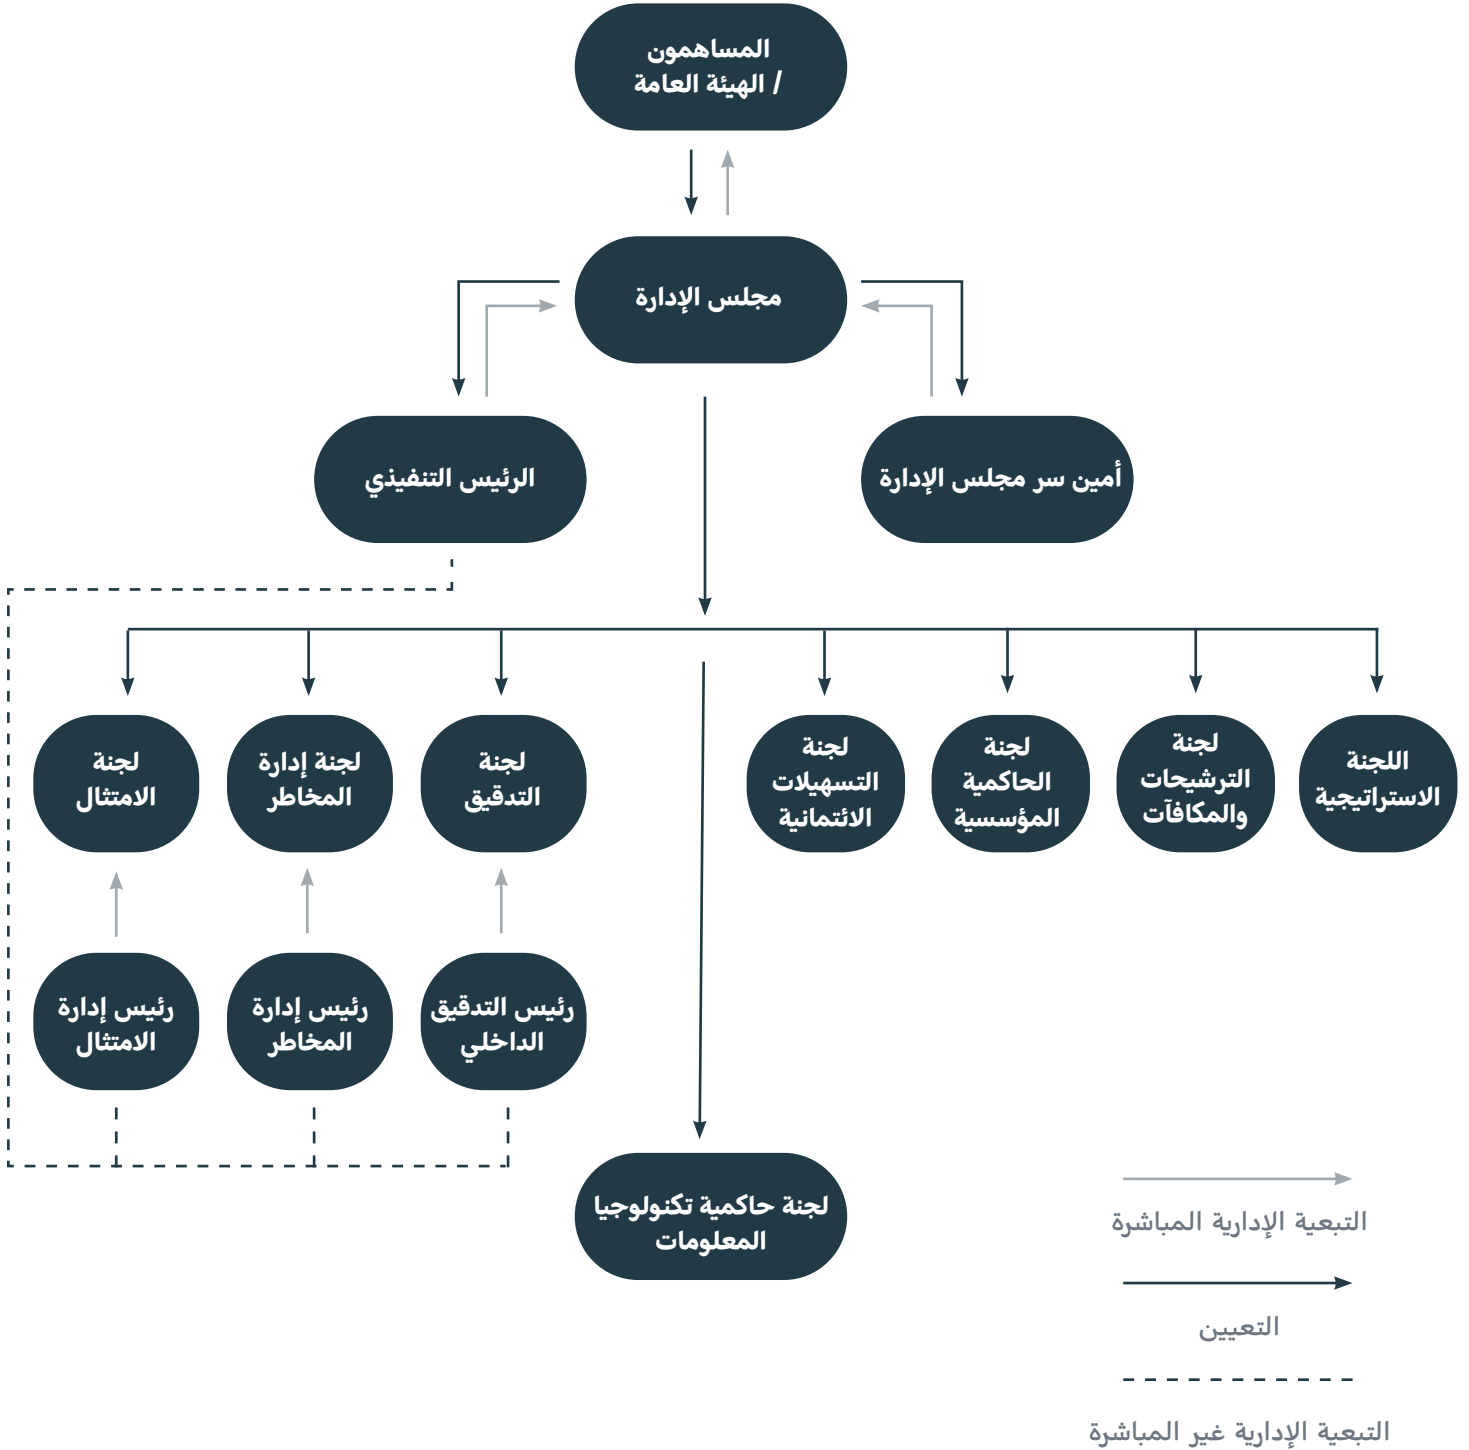 المساهمون
/ الهيئة العامة
مجلس الإدارة
أمين سر مجلس الإدارة
الرئيس التنفيذي
اللجنة
الاستراتيجية
لجنة
الترشيحات
والمكافآت
لجنة
الحاكمية
المؤسسية
لجنة
التسهيلات
الائتمانية
لجنة
التدقيق
لجنة إدارة
المخاطر
لجنة
الامتثال
رئيس التدقيق
الداخلي
رئيس إدارة
المخاطر
رئيس إدارة
الامتثال
لجنة حاكمية تكنولوجيا
المعلومات
التبعية الإدارية المباشرة
التعيين
التبعية الإدارية غير المباشرة